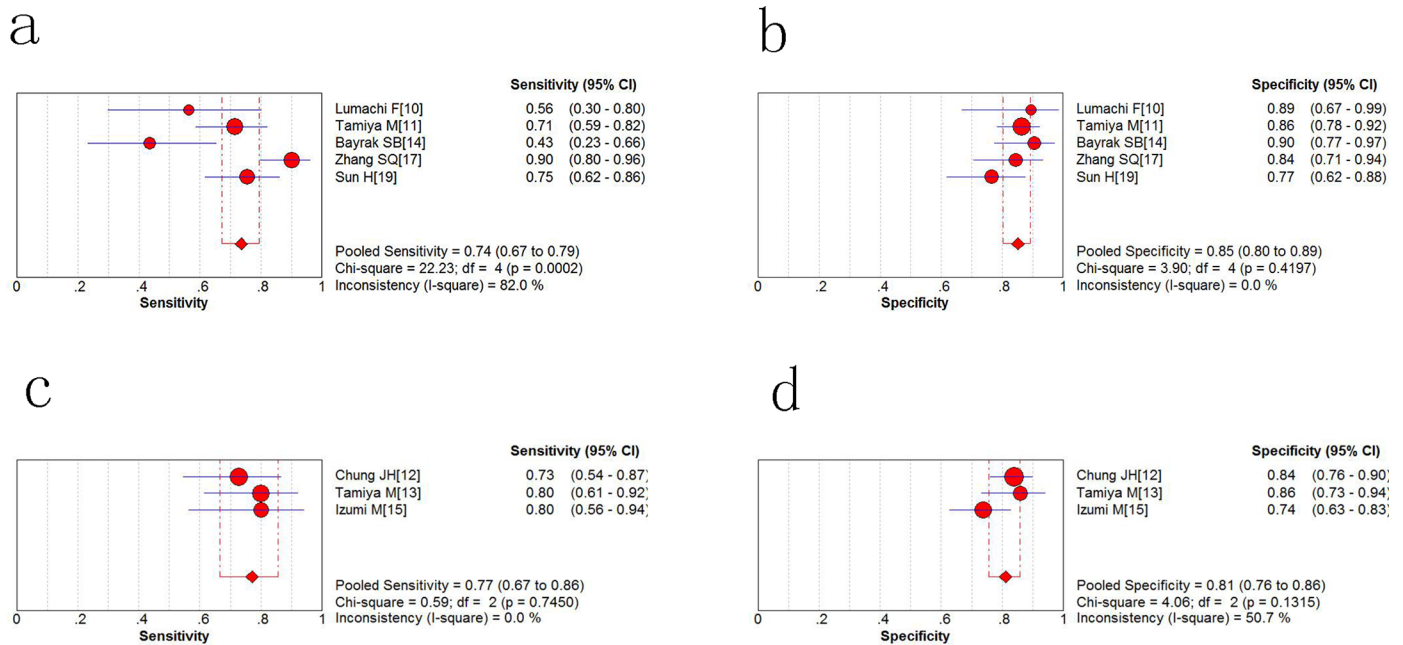 a
Sensitivity (95% CI)
Lumachi F[10] 0.56 (0.30 - 0.80)
Tamiya M[11] 0.71 (0.59 - 0.82)
Bayrak SB[14] 0.43 (0.23 - 0.66)
Zhang SQ[17] 0.90 (0.80 - 0.96)
Sun H[19] 0.75 (0.62 - 0.86)
Pooled Sensitivity = 0.74 (0.67 to 0.79)
Chi-square = 22.23; df = 4 (p = 0.0002)
Inconsistency (I-square) = 82.0 %
0 .2 .4 .6 .8 1
Sensitivity
b
Specificity (95% CI)
Lumachi F[10] 0.89 (0.67 - 0.99)
Tamiya M[11] 0.86 (0.78 - 0.92)
Bayrak SB[14] 0.90 (0.77 - 0.97)
Zhang SQ[17] 0.84 (0.71 - 0.94)
Sun H[19] 0.77 (0.62 - 0.88)
Pooled Specificity = 0.85 (0.80 to 0.89)
Chi-square = 3.90; df = 4 (p = 0.4197)
Inconsistency (I-square) = 0.0 %
0 .2 .4 .6 .8 1
Specificity
c
Sensitivity (95% CI)
Chung JH[12] 0.73 (0.54 - 0.87)
Tamiya M[13] 0.80 (0.61 - 0.92)
Izumi M[15] 0.80 (0.56 - 0.94)
Pooled Sensitivity = 0.77 (0.67 to 0.86)
Chi-square = 0.59; df = 2 (p = 0.7450)
Inconsistency (I-square) = 0.0 %
0 .2 .4 .6 .8 1
Sensitivity
d
Specificity (95% CI)
Chung JH[12] 0.84 (0.76 - 0.90)
Tamiya M[13] 0.86 (0.73 - 0.94)
Izumi M[15] 0.74 (0.63 - 0.83)
Pooled Specificity = 0.81 (0.76 to 0.86)
Chi-square = 4.06; df = 2 (p = 0.1315)
Inconsistency (I-square) = 50.7 %
0 .2 .4 .6 .8 1
Specificity